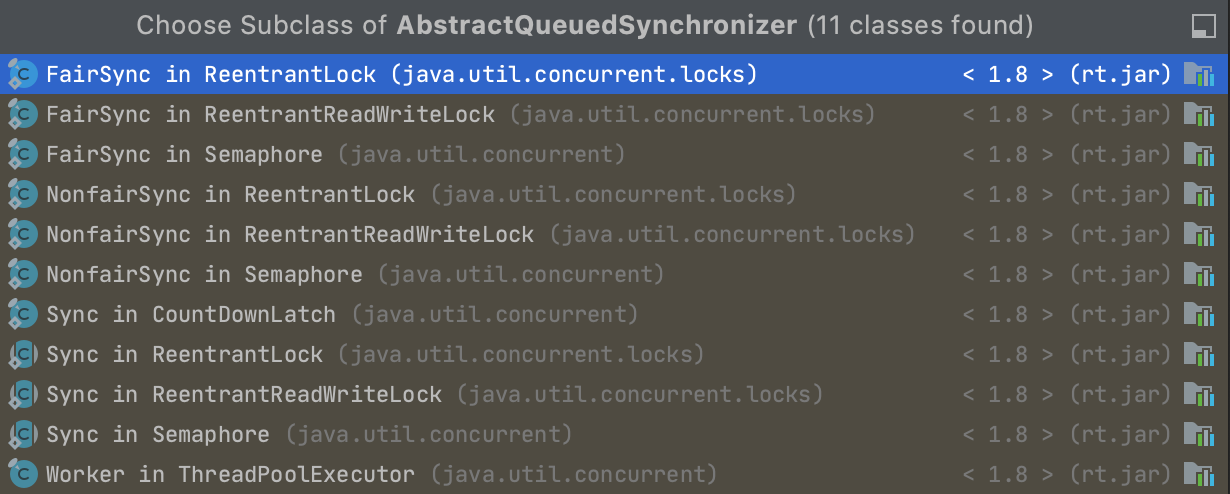 Choose Subclass of AbstractQueuedSynchronizer (11 classes found)
FairSync in ReentrantLock (java.util.concurrent.locks) < 1.8 > (rt.jar)
FairSync in ReentrantReadWriteLock (java.util.concurrent.locks) < 1.8 > (rt.jar)
FairSync in Semaphore (java.util.concurrent) < 1.8 > (rt.jar)
NonfairSync in ReentrantLock (java.util.concurrent.locks) < 1.8 > (rt.jar)
NonfairSync in ReentrantReadWriteLock (java.util.concurrent.locks) < 1.8 > (rt.jar)
NonfairSync in Semaphore (java.util.concurrent) < 1.8 > (rt.jar)
Sync in CountDownLatch (java.util.concurrent) < 1.8 > (rt.jar)
Sync in ReentrantLock (java.util.concurrent.locks) < 1.8 > (rt.jar)
Sync in ReentrantReadWriteLock (java.util.concurrent.locks) < 1.8 > (rt.jar)
Sync in Semaphore (java.util.concurrent) < 1.8 > (rt.jar)
Worker in ThreadPoolExecutor (java.util.concurrent) < 1.8 > (rt.jar)